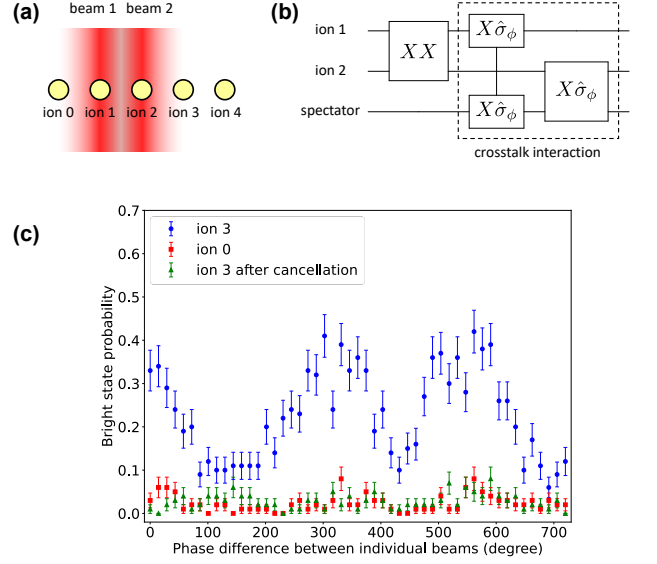 (a)
beam 1 beam 2
ion 0 ion 1 ion 2 ion 3 ion 4
(b)
ion 1
ion 2
spectator
XX
Xσ̂ϕ
Xσ̂ϕ
Xσ̂ϕ
crosstalk interaction
(c)
Bright state probability
0.7
0.6
0.5
0.4
0.3
0.2
0.1
0.0
ion 3
ion 0
ion 3 after cancellation
0 100 200 300 400 500 600 700
Phase difference between individual beams (degree)